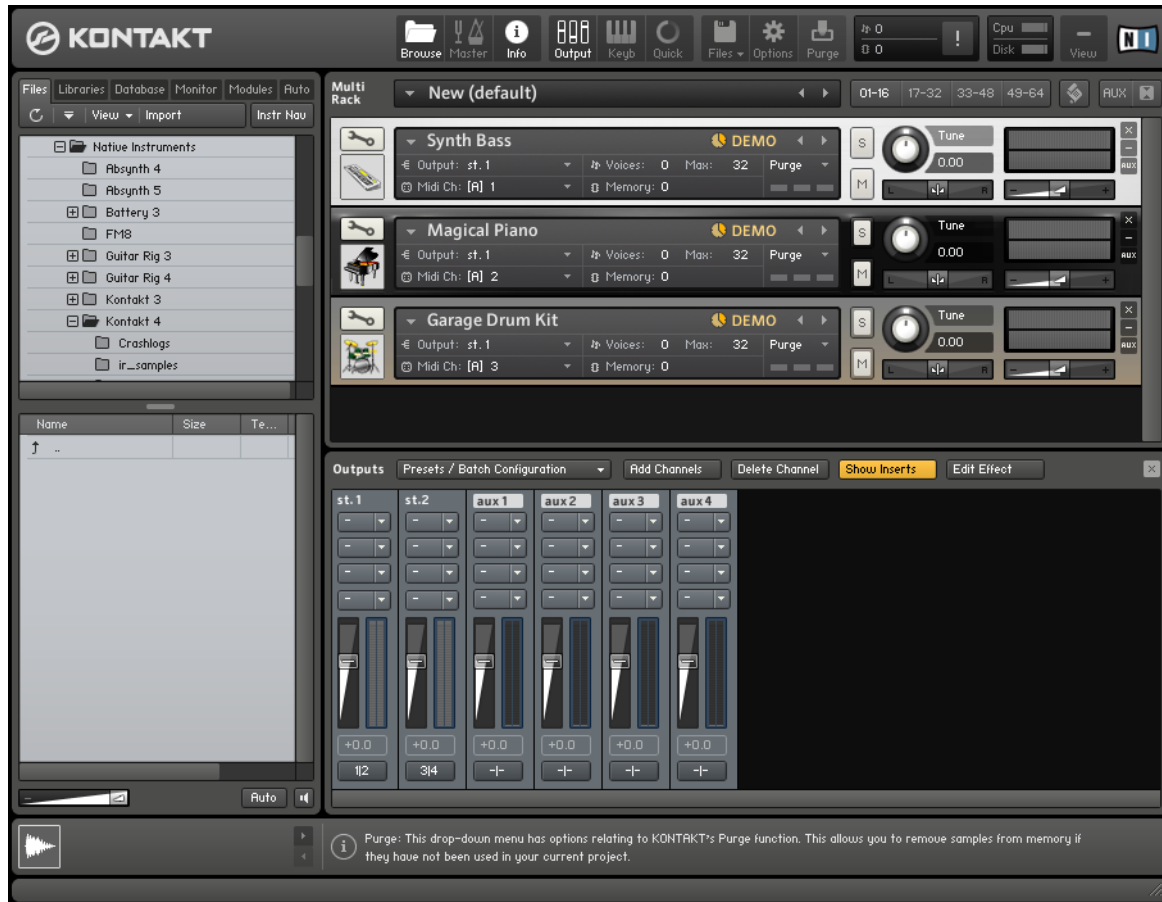 KONTAKT
Browse Master Info Output Keyb Quick Files Options Purge
0
0
!
Cpu
Disk
View
NI
Files Libraries Database Monitor Modules Auto
View Import Instr Nav
Native Instruments
Absynth 4
Absynth 5
Battery 3
FM8
Guitar Rig 3
Guitar Rig 4
Kontakt 3
Kontakt 4
Crashlogs
ir_samples
Name Size Te...
..
Auto
Multi
Rack
New (default)
01-16 17-32 33-48 49-64 AUX
Synth Bass DEMO
Output: st.1 Voices: 0 Max: 32 Purge
Midi Ch: [A] 1 Memory: 0
S
M
Tune
0.00
L R
- +
×
-
AUX
Magical Piano DEMO
Output: st.1 Voices: 0 Max: 32 Purge
Midi Ch: [A] 2 Memory: 0
S
M
Tune
0.00
L R
- +
×
-
AUX
Garage Drum Kit DEMO
Output: st.1 Voices: 0 Max: 32 Purge
Midi Ch: [A] 3 Memory: 0
S
M
Tune
0.00
L R
- +
×
-
AUX
Outputs Presets / Batch Configuration Add Channels Delete Channel Show Inserts Edit Effect
st.1 st.2 aux 1 aux 2 aux 3 aux 4
- - - - - -
- - - - - -
- - - - - -
- - - - - -
+0.0 +0.0 +0.0 +0.0 +0.0 +0.0
1|2 3|4 -|- -|- -|- -|-
i
Purge: This drop-down menu has options relating to KONTAKT's Purge function. This allows you to remove samples from memory if
they have not been used in your current project.